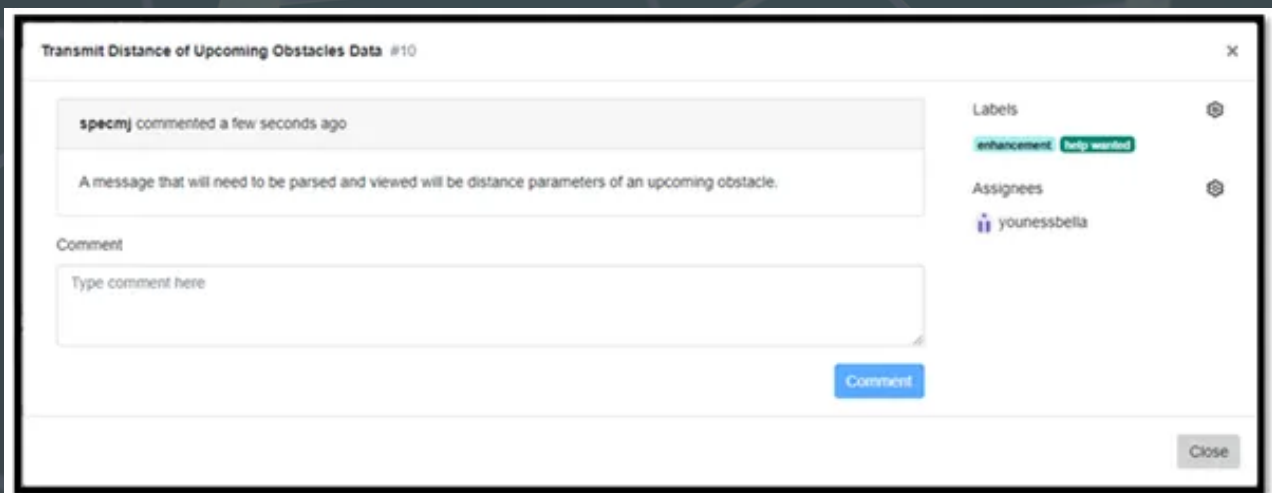 Transmit Distance of Upcoming Obstacles Data #10
×
specmj commented a few seconds ago
A message that will need to be parsed and viewed will be distance parameters of an upcoming obstacle.
Comment
Type comment here
Comment
Labels
enhancement help wanted
Assignees
younessbella
Close